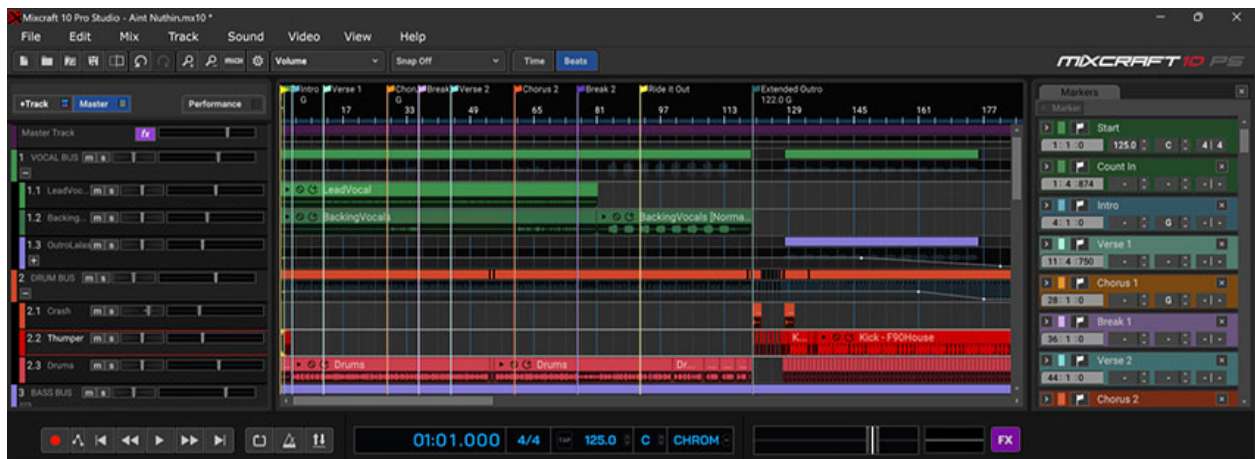 Mixcraft 10 Pro Studio - Aint Nuthin.mx10 *
File Edit Mix Track Sound Video View Help
MIDI Volume Snap Off Time Beats
MIXCRAFT 10 PS
+Track Master Performance
Intro Verse 1 Chor Break Verse 2 Chorus 2 Break 2 Ride It Out Extended Outro
G G 122.0 G
17 33 49 65 81 97 113 129 145 161 177
Markers
+ Marker
Master Track fx
1 VOCAL BUS m s
1.1 LeadVoc... m s LeadVocal
1.2 Backing... m s BackingVocals BackingVocals [Norma...
1.3 OutroLalas m s
2 DRUM BUS m s
2.1 Crash m s
2.2 Thumper m s K... Kick - F90House
2.3 Drums m s Drums Drums Dr...
3 BASS BUS m s
Start
1 : 1 : 0 125.0 C 4 | 4
Count In
1 : 4 : 874 - - - | -
Intro
4 : 1 : 0 - G - | -
Verse 1
11 : 4 : 750 - - - | -
Chorus 1
28 : 1 : 0 - G - | -
Break 1
36 : 1 : 0 - - - | -
Verse 2
44 : 1 : 0 - - - | -
Chorus 2
01:01.000 4/4 TAP 125.0 C CHROM FX